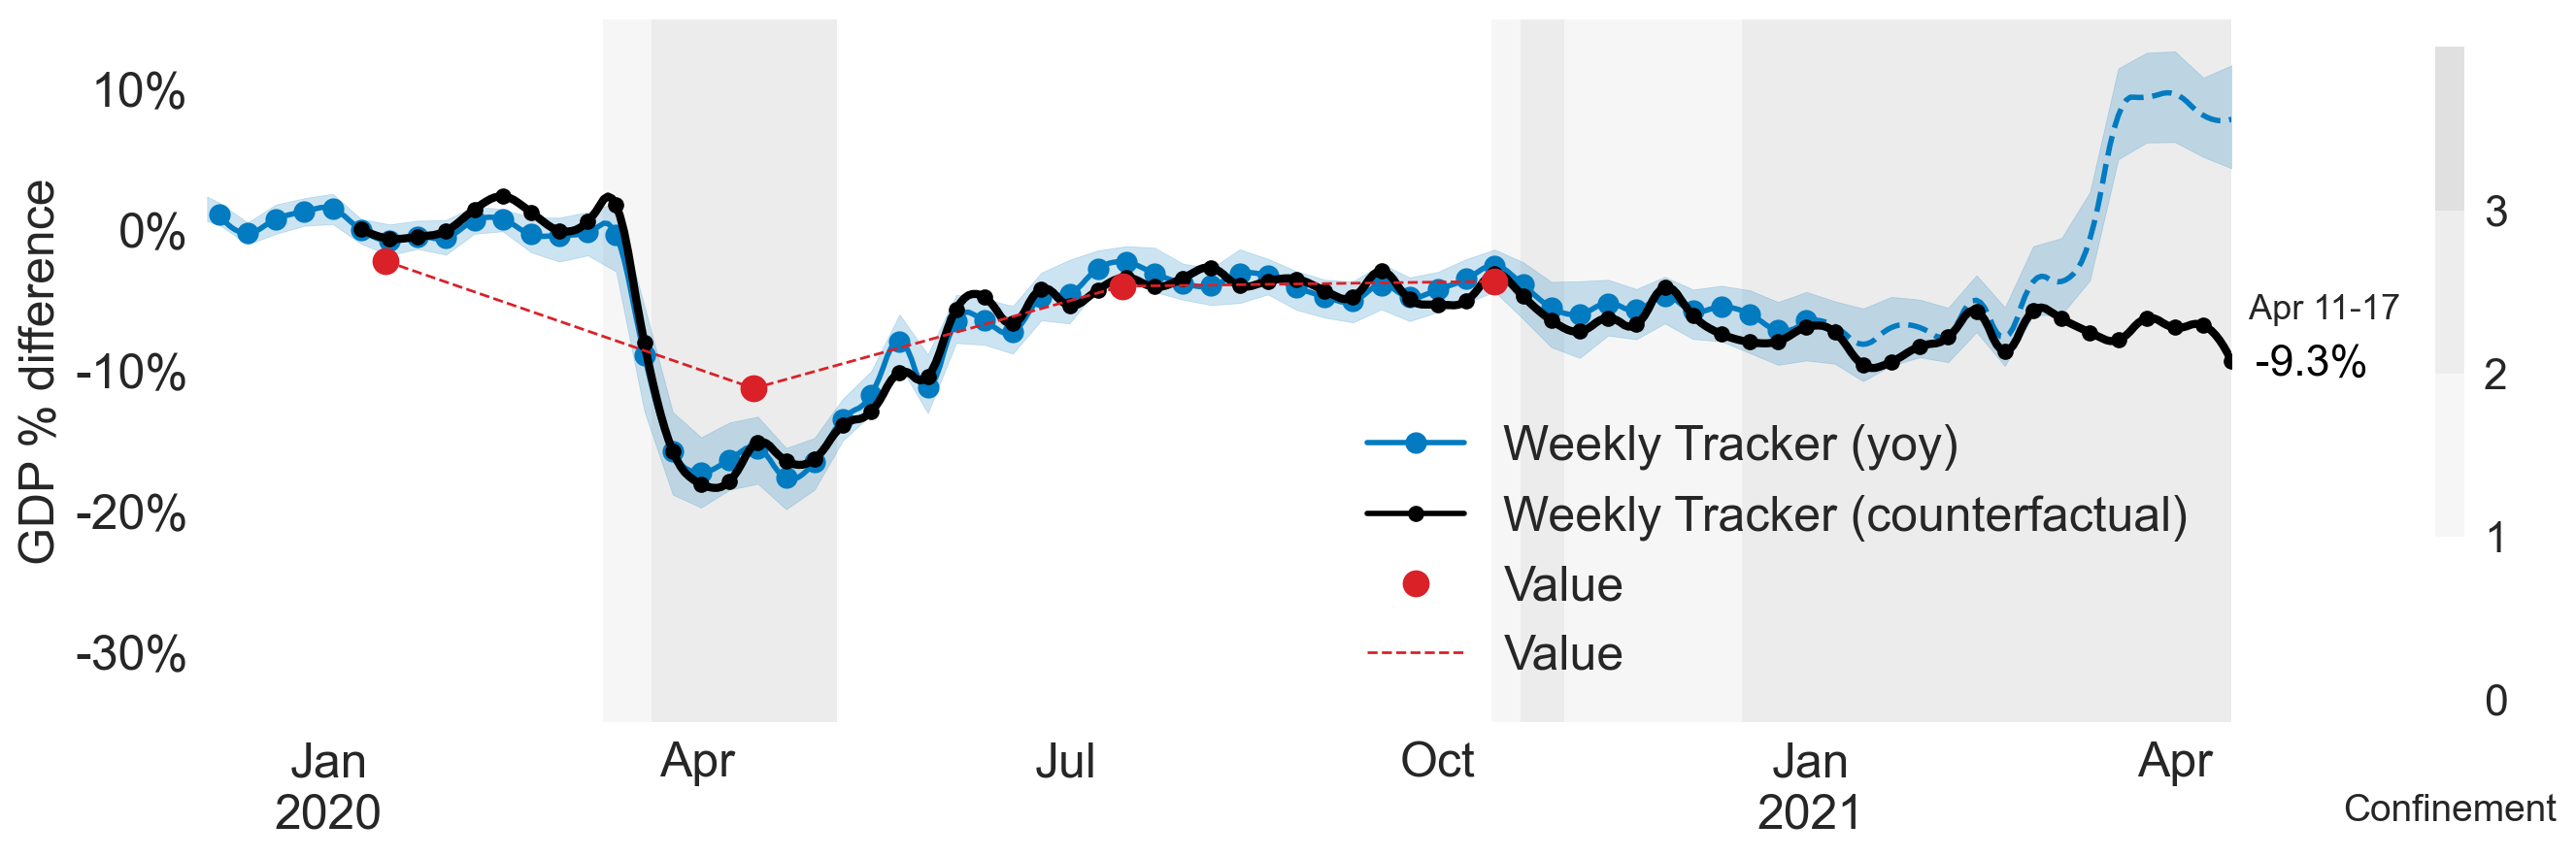 GDP % difference
10%
0%
-10%
-20%
-30%
Jan
2020
Apr
Jul
Oct
Jan
2021
Apr
Weekly Tracker (yoy)
Weekly Tracker (counterfactual)
Value
Value
Apr 11-17
-9.3%
3
2
1
0
Confinement